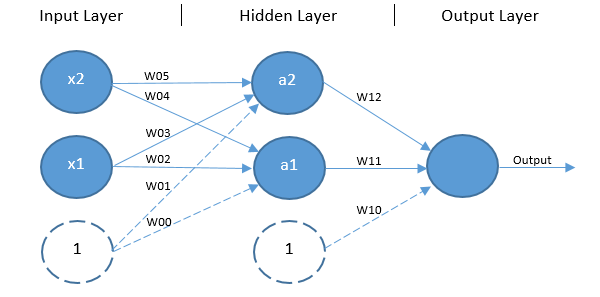 Input Layer | Hidden Layer | Output Layer
x2
W05
a2
W04
W12
W03
x1
W02
a1
W11
Output
W01
W00
W10
1
1